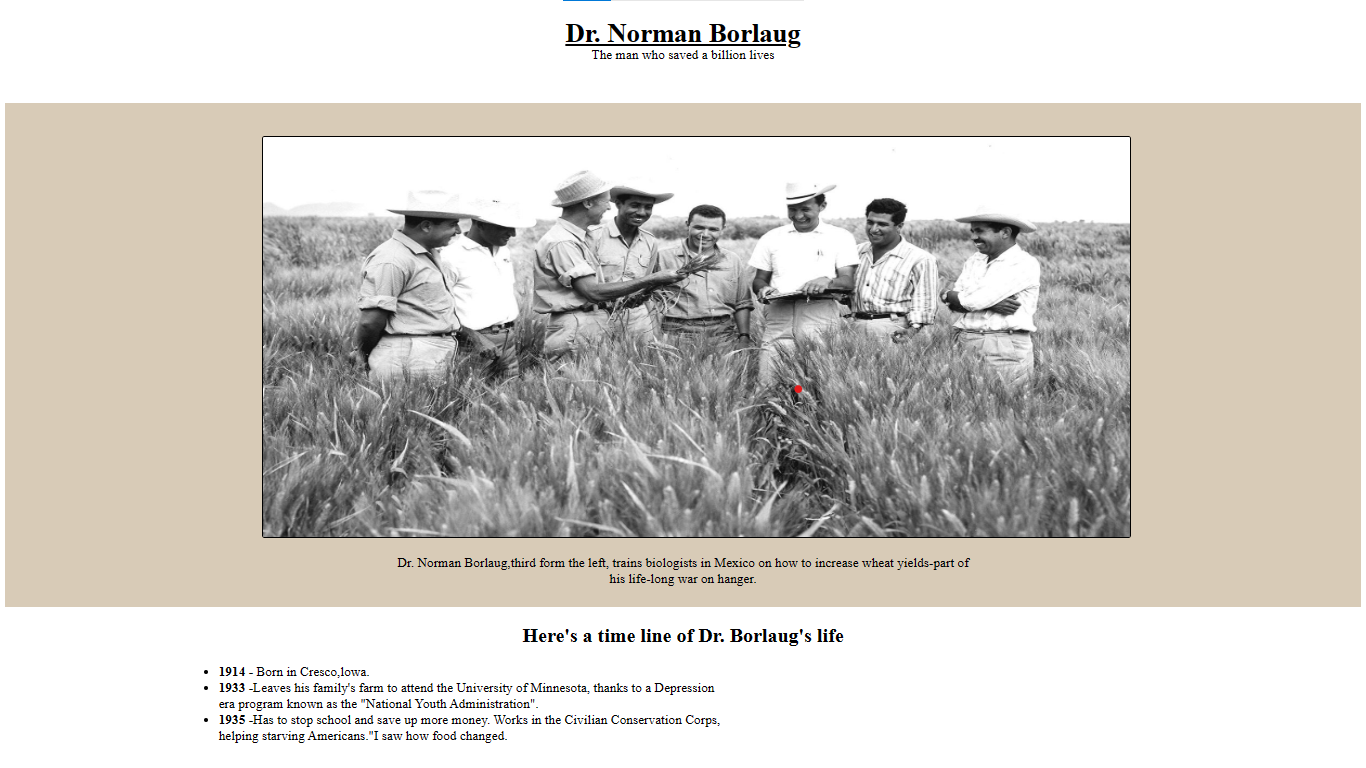 Dr. Norman Borlaug
The man who saved a billion lives
Dr. Norman Borlaug,third form the left, trains biologists in Mexico on how to increase wheat yields-part of
his life-long war on hanger.
Here's a time line of Dr. Borlaug's life
1914 - Born in Cresco,lowa.
1933 -Leaves his family's farm to attend the University of Minnesota, thanks to a Depression
era program known as the "National Youth Administration".
1935 -Has to stop school and save up more money. Works in the Civilian Conservation Corps,
helping starving Americans."I saw how food changed.